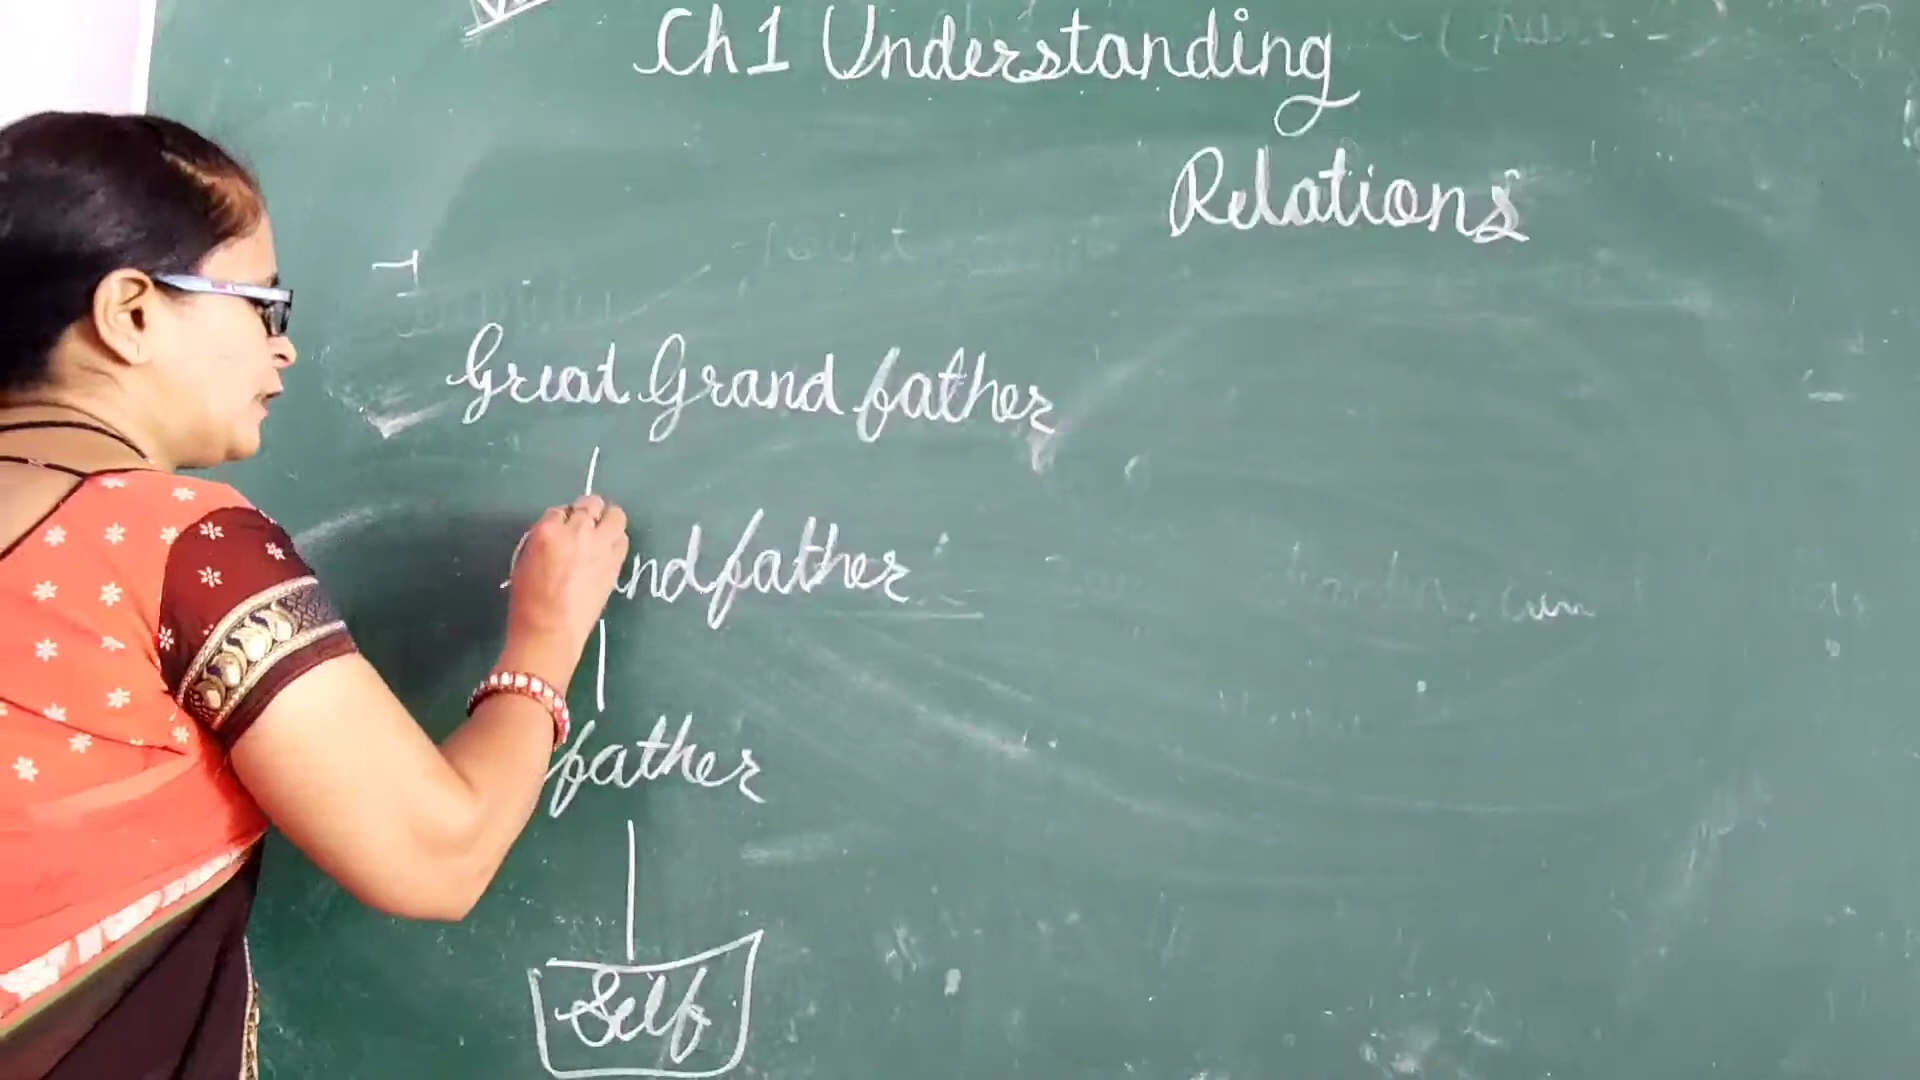 Ch1 Understanding
Relations
Great Grand father
ndfather
father
Self